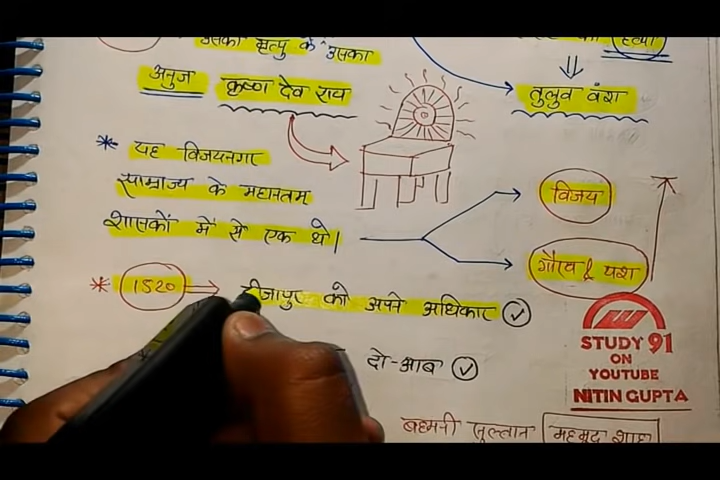 उसकी मृत्यु के उसका
हत्या
अनुज कृष्ण देव राय
तुलुव वंश
* यह विजयनगर
साम्राज्य के महानतम
शासकों में से एक थे।
विजय
गौरव & यश
* 1520 → बीजापुर को अपने अधिकार
दो-आब
STUDY 91
ON
YOUTUBE
NITIN GUPTA
बहमनी सुल्तान महमूद शाह